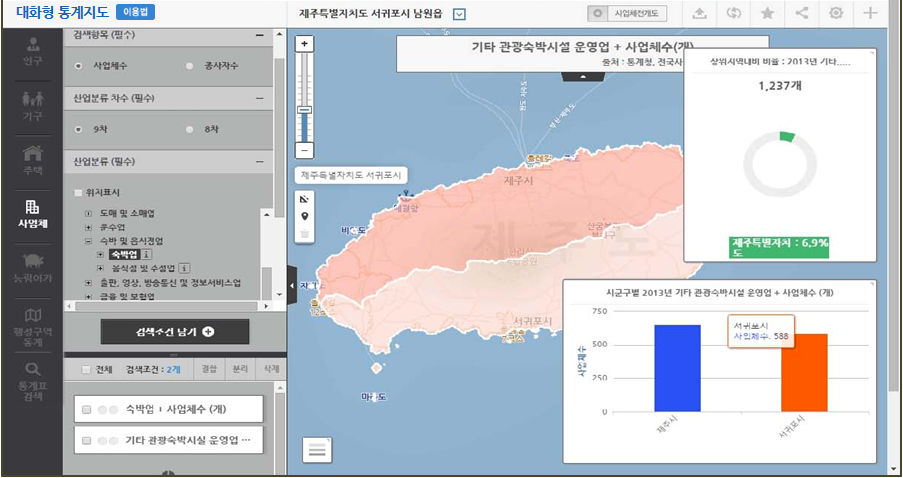 대화형 통계지도
이용법
제주특별자치도 서귀포시 남원읍
사업체전개도
인구
가구
주택
사업체
농림어가
행정구역
통계
통계표
검색
검색항목 (필수)
사업체수
종사자수
산업분류 차수 (필수)
9차
8차
산업분류 (필수)
위치표시
도매 및 소매업
운수업
숙박 및 음식점업
숙박업
음식점 및 주점업
출판, 영상, 방송통신 및 정보서비스업
금융 및 보험업
검색조건 담기
전체
검색조건 : 2개
결합
분리
삭제
숙박업 + 사업체수 (개)
기타 관광숙박시설 운영업 ···
기타 관광숙박시설 운영업 + 사업체수(개)
출처 : 통계청, 전국사
제주특별자치도 서귀포시
제주시
제주도
서귀포시
상위지역대비 비율 : 2013년 기타.....
1,237개
제주특별자치 : 6.9%
도
시군구별 2013년 기타 관광숙박시설 운영업 + 사업체수 (개)
사업체수
750
500
250
0
서귀포시
사업체수: 588
제주시
서귀포시